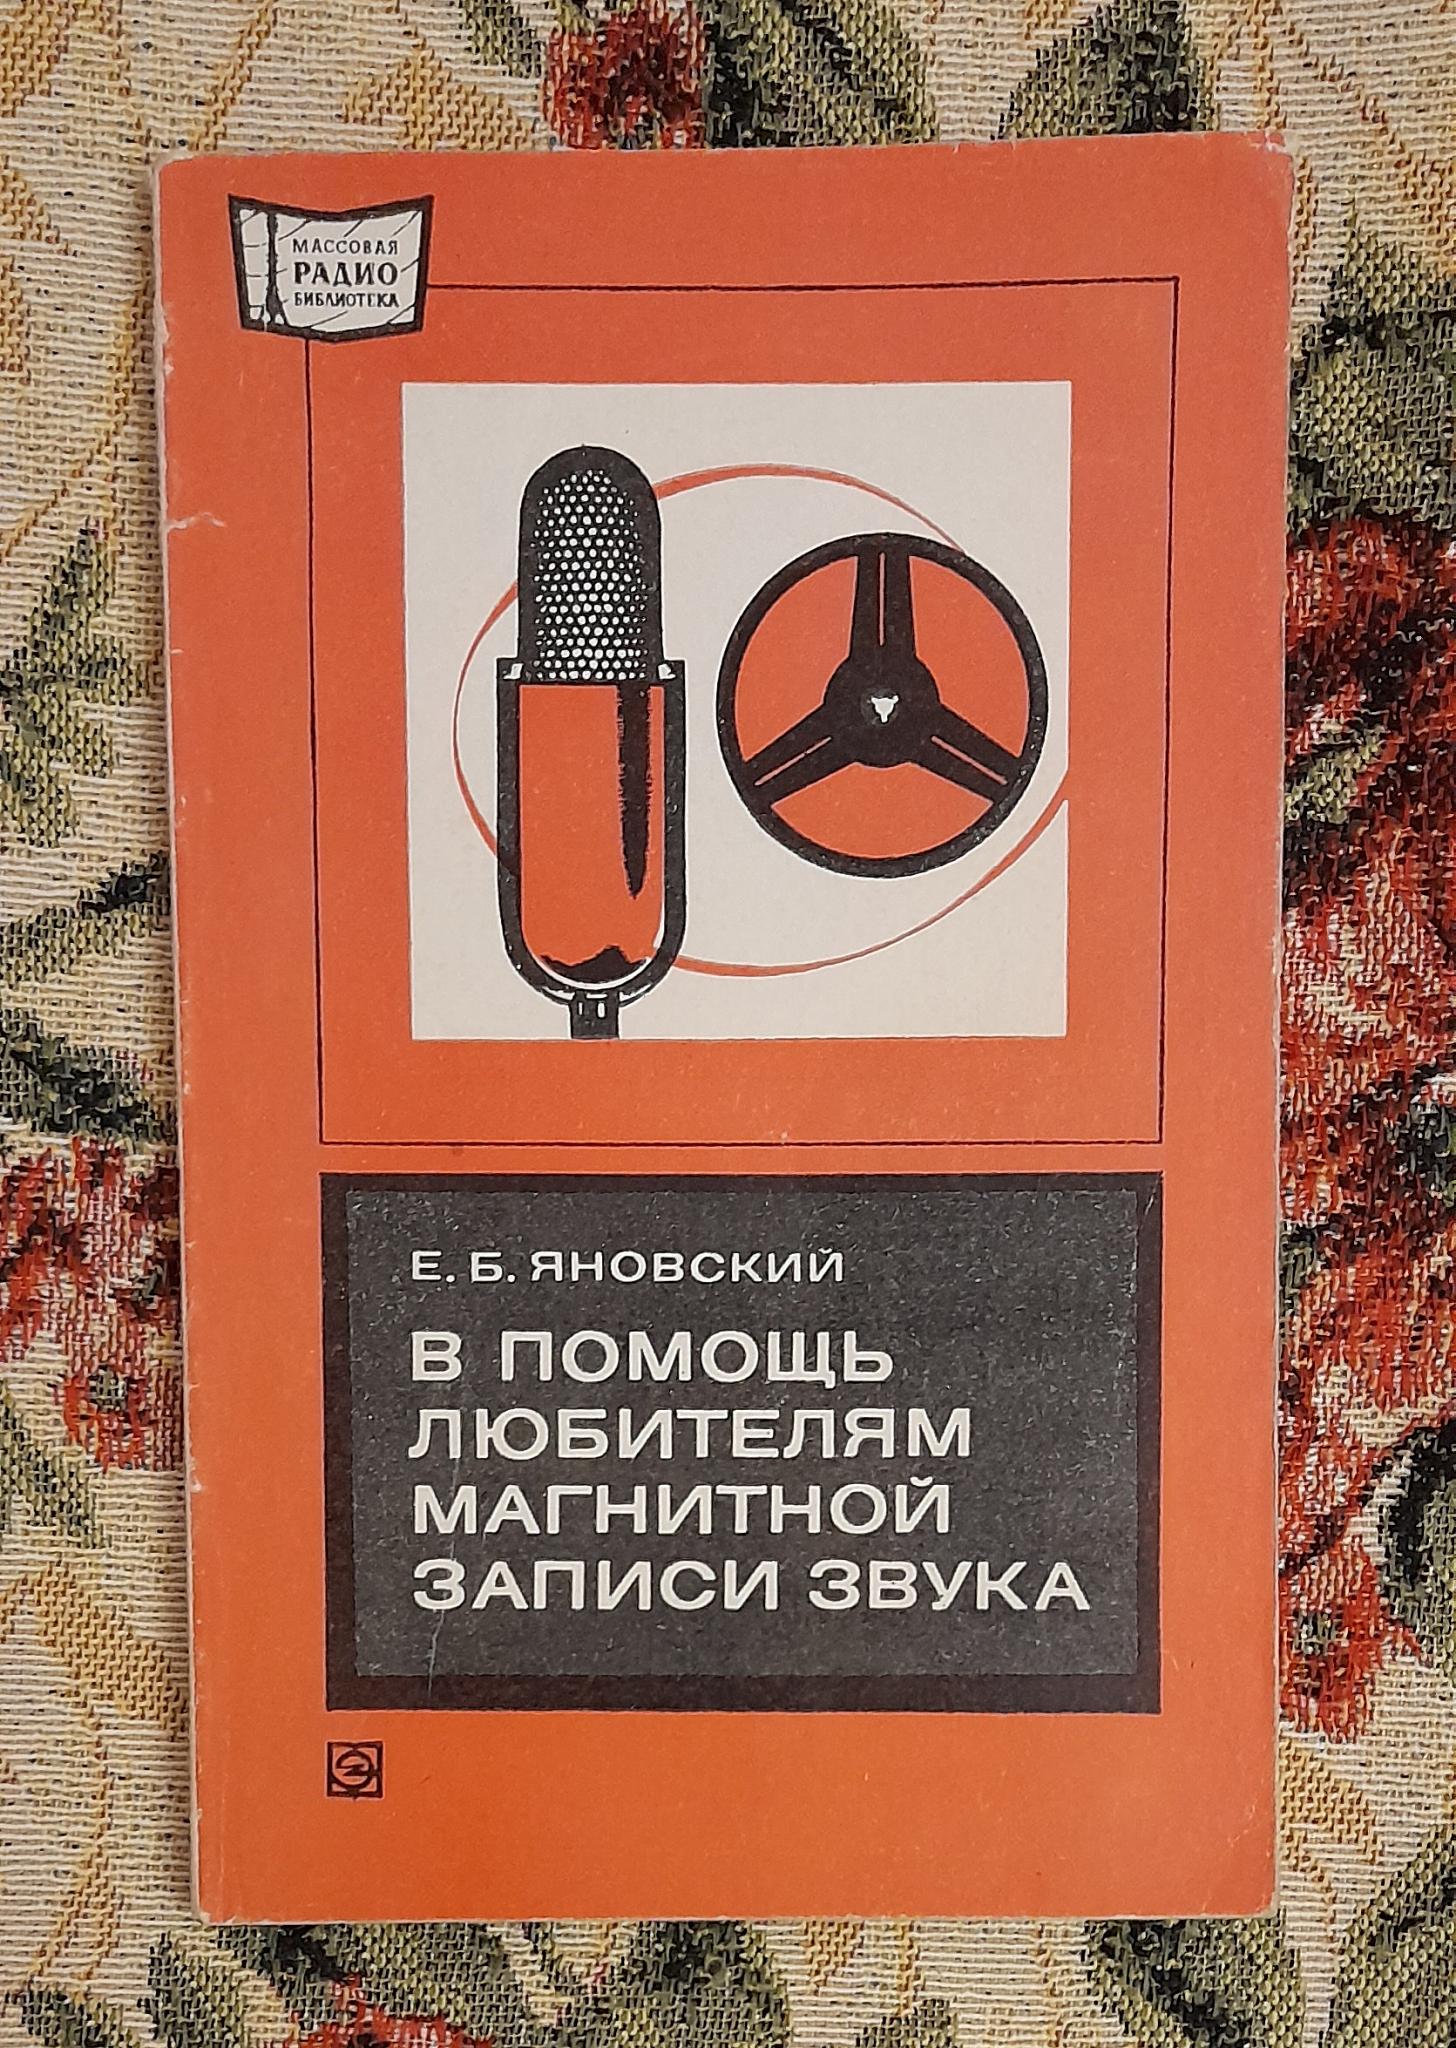 МАССОВАЯ
РАДИО
БИБЛИОТЕКА
Е. Б. ЯНОВСКИЙ
В ПОМОЩЬ
ЛЮБИТЕЛЯМ
МАГНИТНОЙ
ЗАПИСИ ЗВУКА